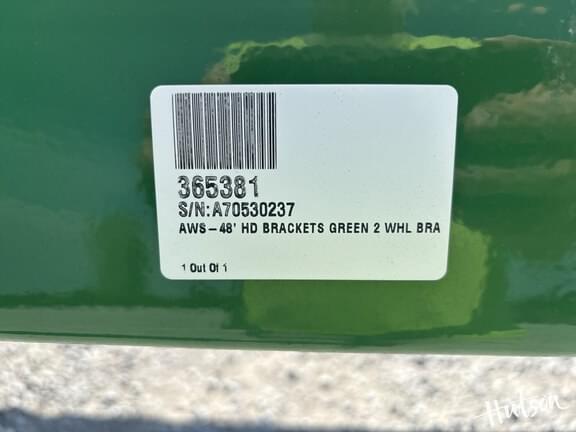 365381
S/N:A70530237
AWS-48' HD BRACKETS GREEN 2 WHL BRA
1 Out Of 1
Hutson